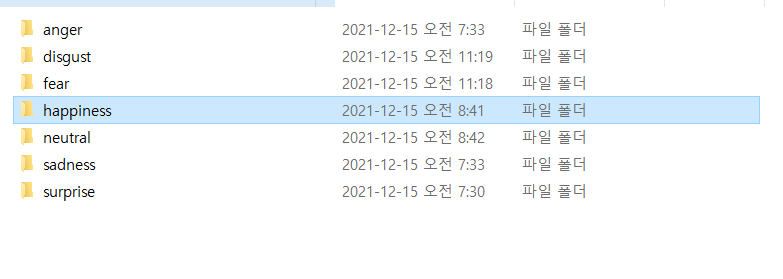 anger 2021-12-15 오전 7:33 파일 폴더
disgust 2021-12-15 오전 11:19 파일 폴더
fear 2021-12-15 오전 11:18 파일 폴더
happiness 2021-12-15 오전 8:41 파일 폴더
neutral 2021-12-15 오전 8:42 파일 폴더
sadness 2021-12-15 오전 7:33 파일 폴더
surprise 2021-12-15 오전 7:30 파일 폴더